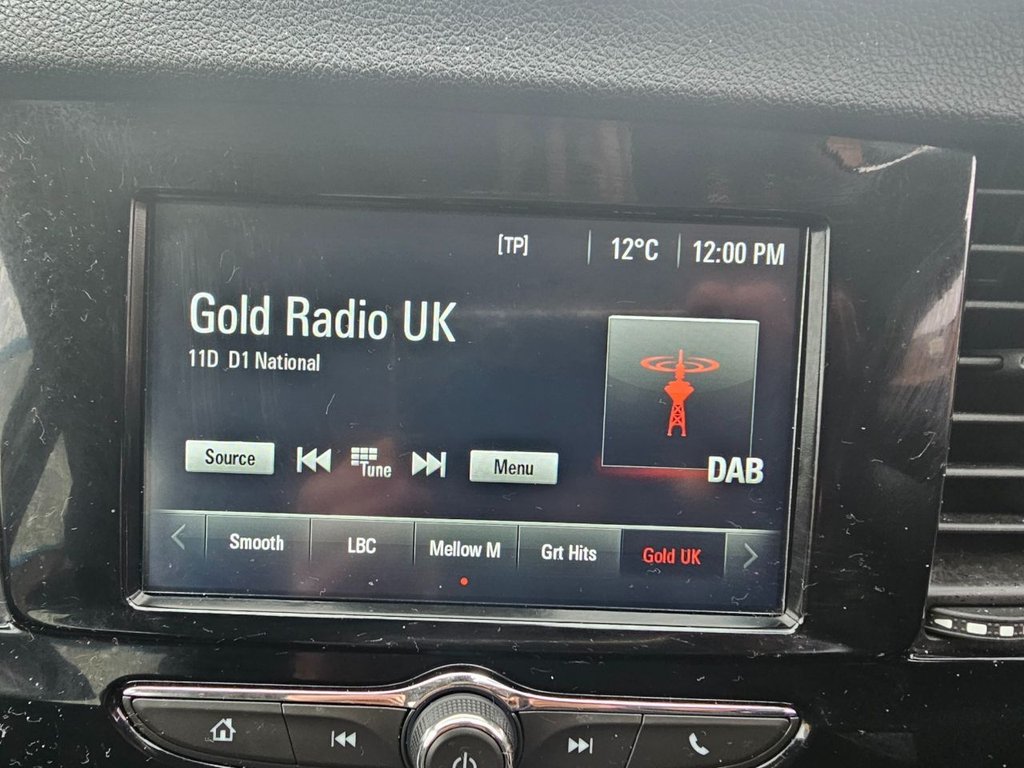 [TP] 12°C 12:00 PM
Gold Radio UK
11D D1 National
Source Tune Menu
DAB
Smooth LBC Mellow M Grt Hits Gold UK